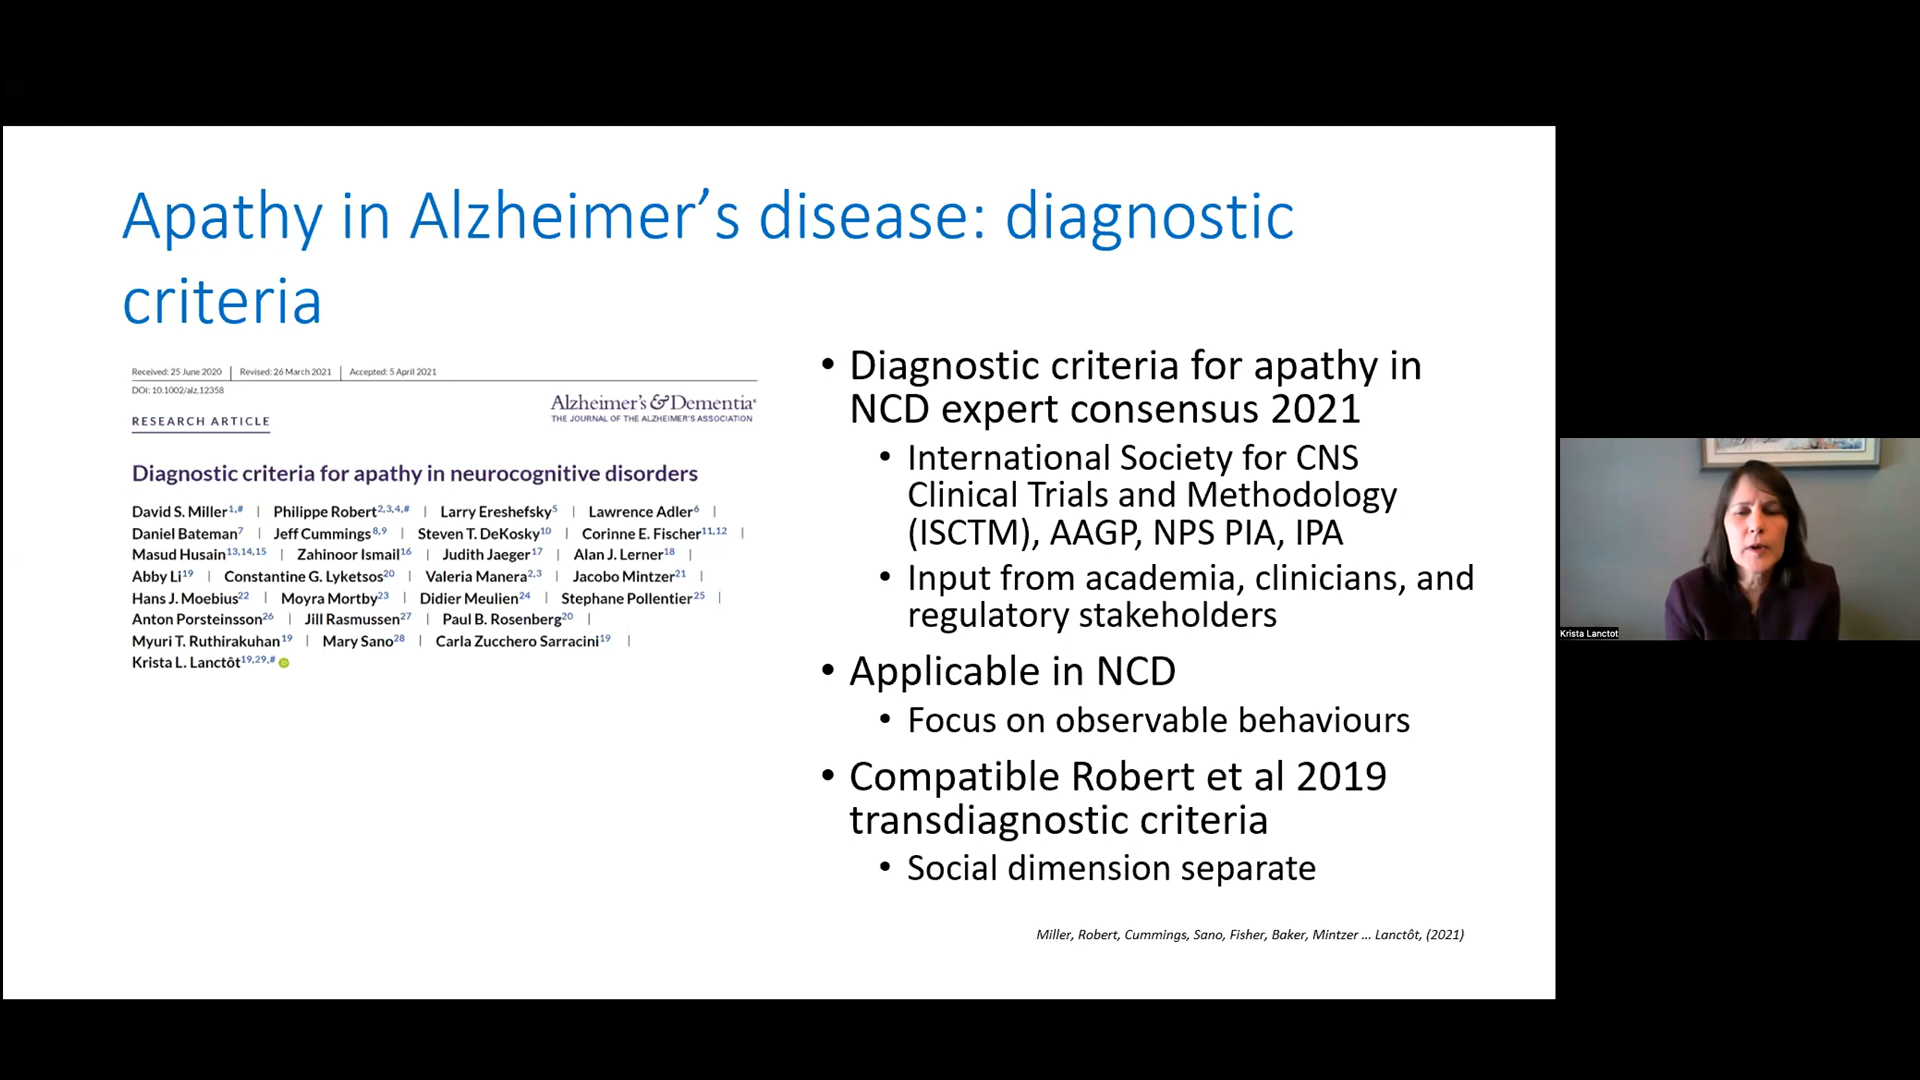 Apathy in Alzheimer's disease: diagnostic
criteria
Received: 25 June 2020 | Revised: 26 March 2021 | Accepted: 5 April 2021
DOI: 10.1002/alz.12358
RESEARCH ARTICLE
Alzheimer's & Dementia®
THE JOURNAL OF THE ALZHEIMER'S ASSOCIATION
Diagnostic criteria for apathy in neurocognitive disorders
David S. Miller1,# | Philippe Robert2,3,4,# | Larry Ereshefsky5 | Lawrence Adler6 |
Daniel Bateman7 | Jeff Cummings8,9 | Steven T. DeKosky10 | Corinne E. Fischer11,12 |
Masud Husain13,14,15 | Zahinoor Ismail16 | Judith Jaeger17 | Alan J. Lerner18 |
Abby Li19 | Constantine G. Lyketsos20 | Valeria Manera2,3 | Jacobo Mintzer21 |
Hans J. Moebius22 | Moyra Mortby23 | Didier Meulien24 | Stephane Pollentier25 |
Anton Porsteinsson26 | Jill Rasmussen27 | Paul B. Rosenberg20 |
Myuri T. Ruthirakuhan19 | Mary Sano28 | Carla Zucchero Sarracini19 |
Krista L. Lanctôt19,29,#
• Diagnostic criteria for apathy in
NCD expert consensus 2021
• International Society for CNS
Clinical Trials and Methodology
(ISCTM), AAGP, NPS PIA, IPA
• Input from academia, clinicians, and
regulatory stakeholders
• Applicable in NCD
• Focus on observable behaviours
• Compatible Robert et al 2019
transdiagnostic criteria
• Social dimension separate
Miller, Robert, Cummings, Sano, Fisher, Baker, Mintzer ... Lanctôt, (2021)
Krista Lanctot